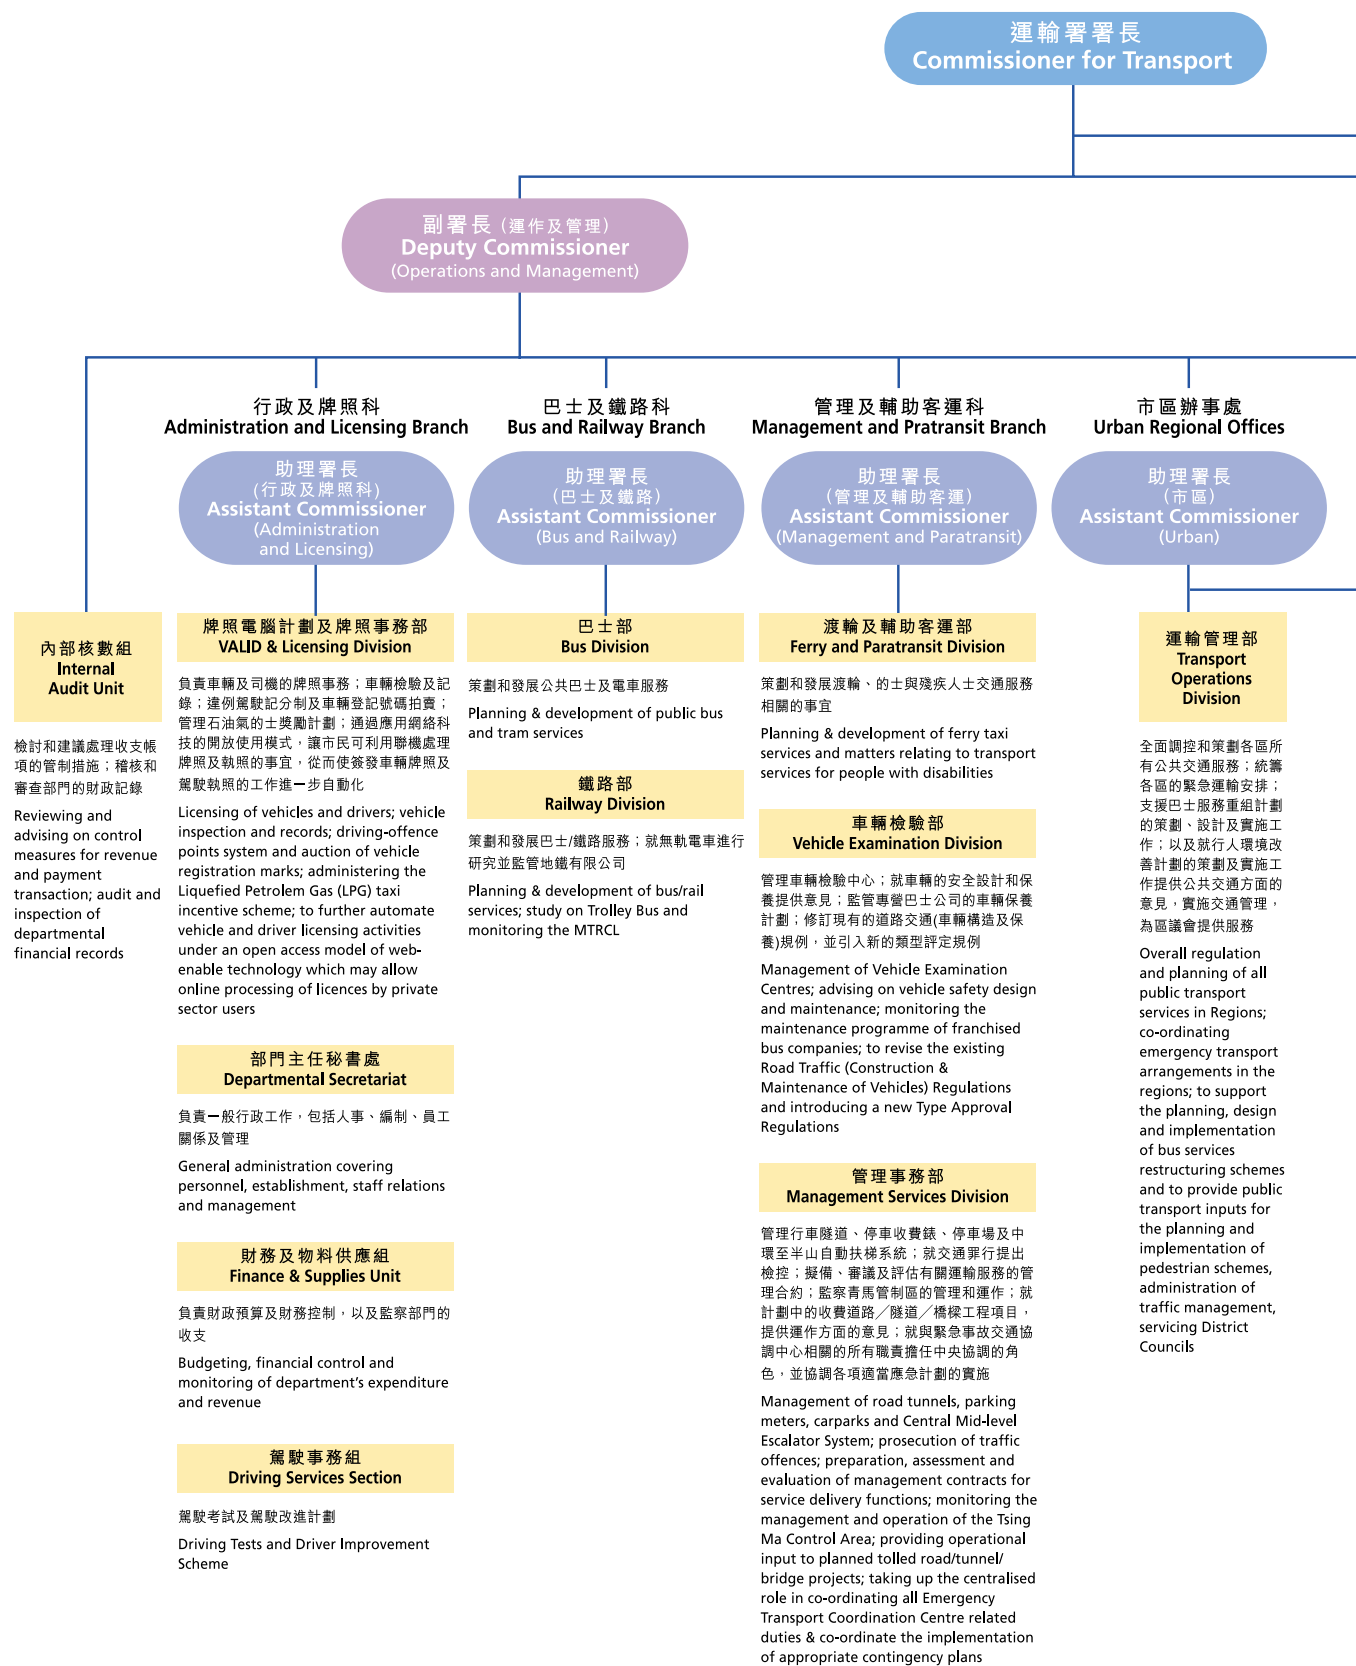 運輸署署長
Commissioner for Transport
副署長 (運作及管理)
Deputy Commissioner
(Operations and Management)
行政及牌照科
Administration and Licensing Branch
助理署長
(行政及牌照科)
Assistant Commissioner
(Administration
and Licensing)
巴士及鐵路科
Bus and Railway Branch
助理署長
(巴士及鐵路)
Assistant Commissioner
(Bus and Railway)
管理及輔助客運科
Management and Pratransit Branch
助理署長
(管理及輔助客運)
Assistant Commissioner
(Management and Paratransit)
市區辦事處
Urban Regional Offices
助理署長
(市區)
Assistant Commissioner
(Urban)
內部核數組
Internal
Audit Unit
檢討和建議處理收支帳
項的管制措施；稽核和
審查部門的財政記錄
Reviewing and
advising on control
measures for revenue
and payment
transaction; audit and
inspection of
departmental
financial records
牌照電腦計劃及牌照事務部
VALID & Licensing Division
負責車輛及司機的牌照事務；車輛檢驗及記
錄；違例駕駛記分制及車輛登記號碼拍賣；
管理石油氣的士獎勵計劃；通過應用網絡科
技的開放使用模式，讓市民可利用聯機處理
牌照及執照的事宜，從而使簽發車輛牌照及
駕駛執照的工作進一步自動化
Licensing of vehicles and drivers; vehicle
inspection and records; driving-offence
points system and auction of vehicle
registration marks; administering the
Liquefied Petrolem Gas (LPG) taxi
incentive scheme; to further automate
vehicle and driver licensing activities
under an open access model of web-
enable technology which may allow
online processing of licences by private
sector users
部門主任秘書處
Departmental Secretariat
負責一般行政工作，包括人事、編制、員工
關係及管理
General administration covering
personnel, establishment, staff relations
and management
財務及物料供應組
Finance & Supplies Unit
負責財政預算及財務控制，以及監察部門的
收支
Budgeting, financial control and
monitoring of department's expenditure
and revenue
駕駛事務組
Driving Services Section
駕駛考試及駕駛改進計劃
Driving Tests and Driver Improvement
Scheme
巴士部
Bus Division
策劃和發展公共巴士及電車服務
Planning & development of public bus
and tram services
鐵路部
Railway Division
策劃和發展巴士/鐵路服務；就無軌電車進行
研究並監管地鐵有限公司
Planning & development of bus/rail
services; study on Trolley Bus and
monitoring the MTRCL
渡輪及輔助客運部
Ferry and Paratransit Division
策劃和發展渡輪、的士與殘疾人士交通服務
相關的事宜
Planning & development of ferry taxi
services and matters relating to transport
services for people with disabilities
車輛檢驗部
Vehicle Examination Division
管理車輛檢驗中心；就車輛的安全設計和保
養提供意見；監管專營巴士公司的車輛保養
計劃；修訂現有的道路交通(車輛構造及保
養)規例，並引入新的類型評定規例
Management of Vehicle Examination
Centres; advising on vehicle safety design
and maintenance; monitoring the
maintenance programme of franchised
bus companies; to revise the existing
Road Traffic (Construction &
Maintenance of Vehicles) Regulations
and introducing a new Type Approval
Regulations
管理事務部
Management Services Division
管理行車隧道、停車收費錶、停車場及中
環至半山自動扶梯系統；就交通罪行提出
檢控；擬備、審議及評估有關運輸服務的管
理合約；監察青馬管制區的管理和運作；就
計劃中的收費道路／隧道／橋樑工程項目，
提供運作方面的意見；就與緊急事故交通協
調中心相關的所有職責擔任中央協調的角
色，並協調各項適當應急計劃的實施
Management of road tunnels, parking
meters, carparks and Central Mid-level
Escalator System; prosecution of traffic
offences; preparation, assessment and
evaluation of management contracts for
service delivery functions; monitoring the
management and operation of the Tsing
Ma Control Area; providing operational
input to planned tolled road/tunnel/
bridge projects; taking up the centralised
role in co-ordinating all Emergency
Transport Coordination Centre related
duties & co-ordinate the implementation
of appropriate contingency plans
運輸管理部
Transport
Operations
Division
全面調控和策劃各區所
有公共交通服務；統籌
各區的緊急運輸安排；
支援巴士服務重組計劃
的策劃、設計及實施工
作；以及就行人環境改
善計劃的策劃及實施工
作提供公共交通方面的
意見，實施交通管理，
為區議會提供服務
Overall regulation
and planning of all
public transport
services in Regions;
co-ordinating
emergency transport
arrangements in the
regions; to support
the planning, design
and implementation
of bus services
restructuring schemes
and to provide public
transport inputs for
the planning and
implementation of
pedestrian schemes,
administration of
traffic management,
servicing District
Councils